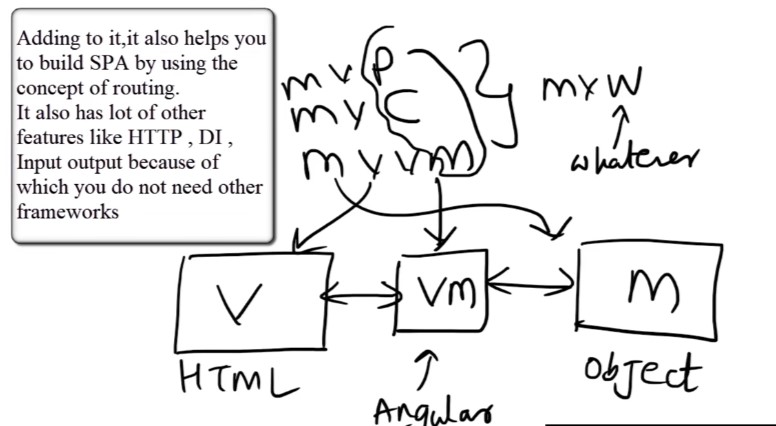 Adding to it,it also helps you
to build SPA by using the
concept of routing.
It also has lot of other
features like HTTP , DI ,
Input output because of
which you do not need other
frameworks
mvp
mvc
mvvm
mvw
whatever
V
Vm
m
HTML
Object
Angular